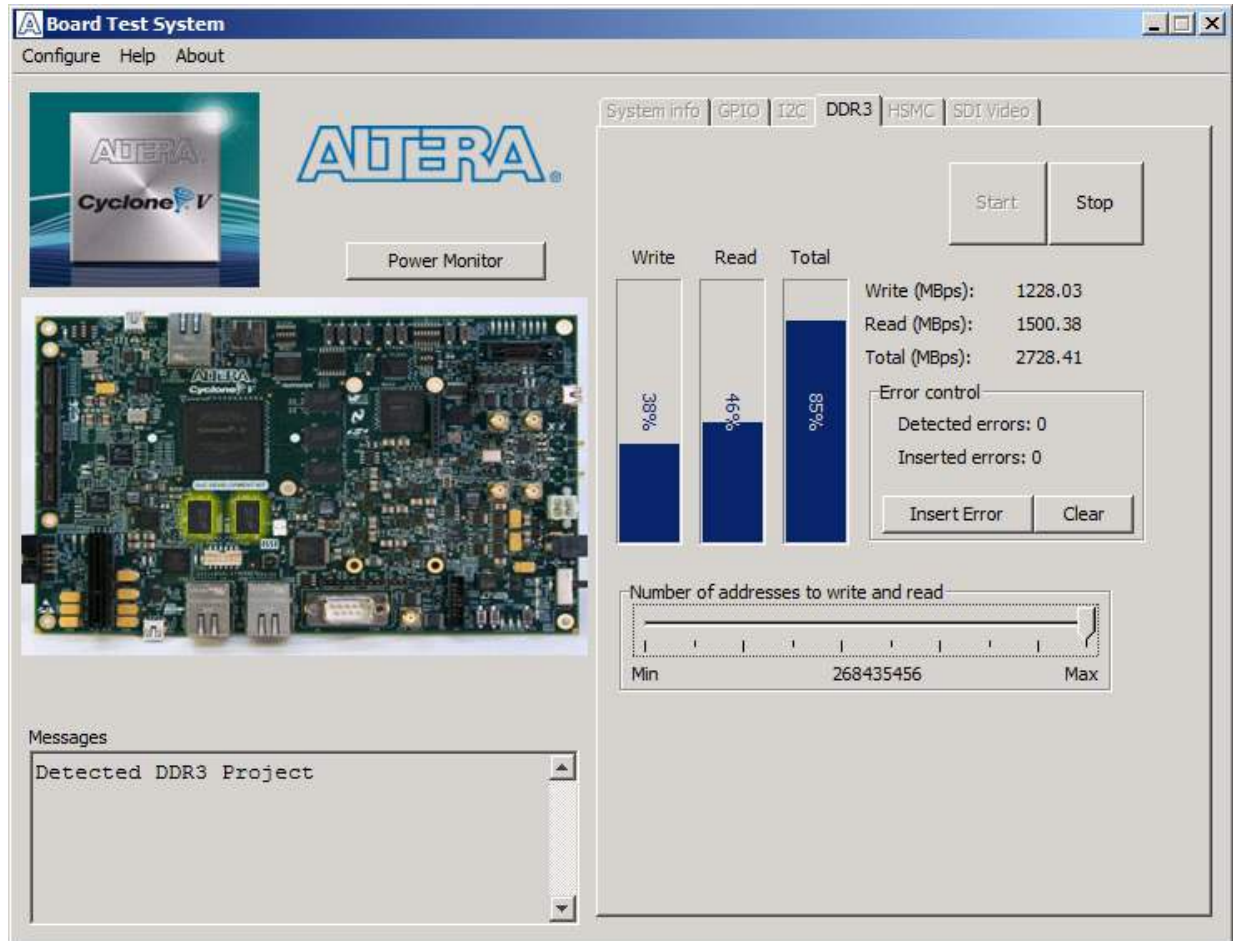 Board Test System
Configure Help About
ALTERA
Cyclone V
ALTERA®
Power Monitor
ALTERA
Cyclone V
Messages
Detected DDR3 Project
System info GPIO I2C DDR3 HSMC SDI Video
Start Stop
Write Read Total
38% 46% 85%
Write (MBps): 1228.03
Read (MBps): 1500.38
Total (MBps): 2728.41
Error control
Detected errors: 0
Inserted errors: 0
Insert Error Clear
Number of addresses to write and read
Min 268435456 Max